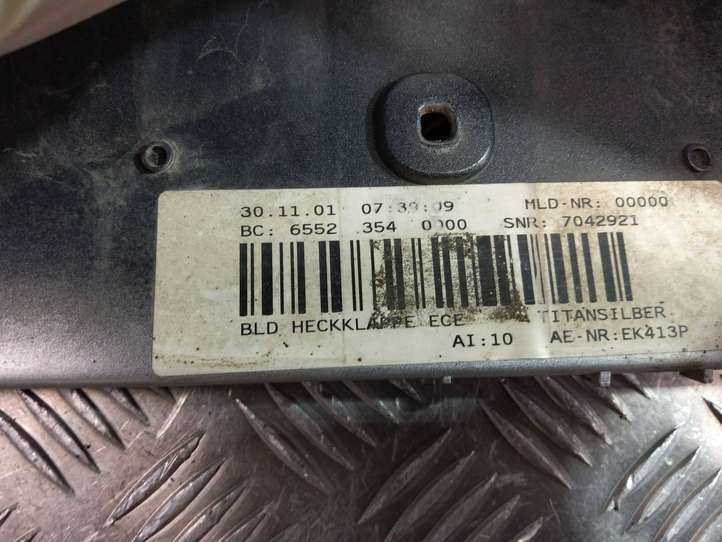 30.11.01 07:39:09 MLD-NR: 00000
BC: 6552 354 0000 SNR: 7042921
BLD HECKKLAPPE ECE TITANSILBER
AI:10 AE-NR:EK413P